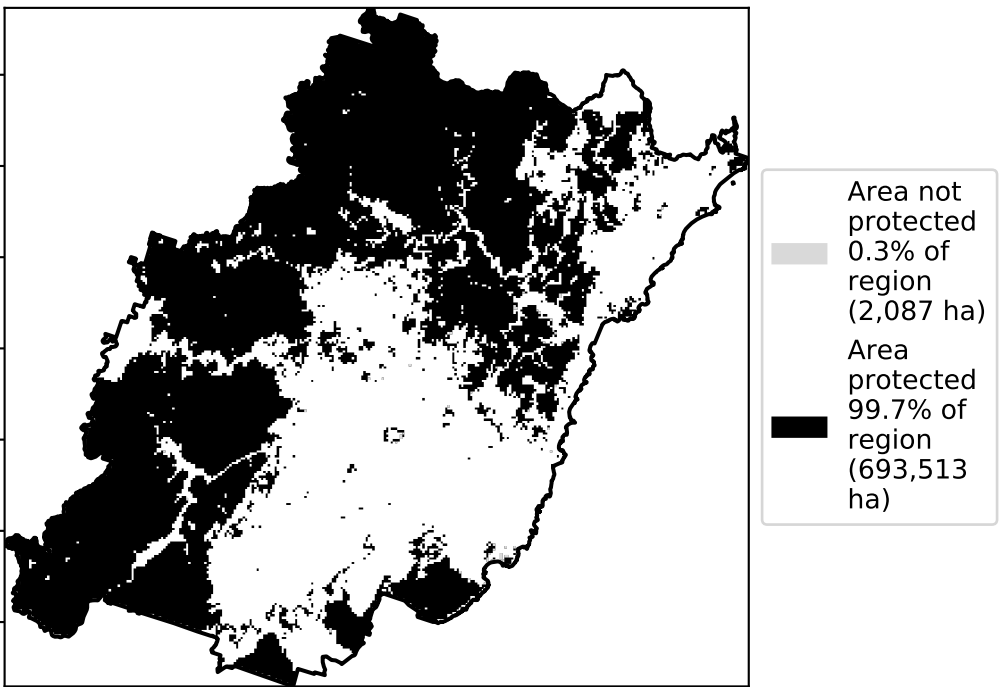 Area not
protected
0.3% of
region
(2,087 ha)
Area
protected
99.7% of
region
(693,513
ha)